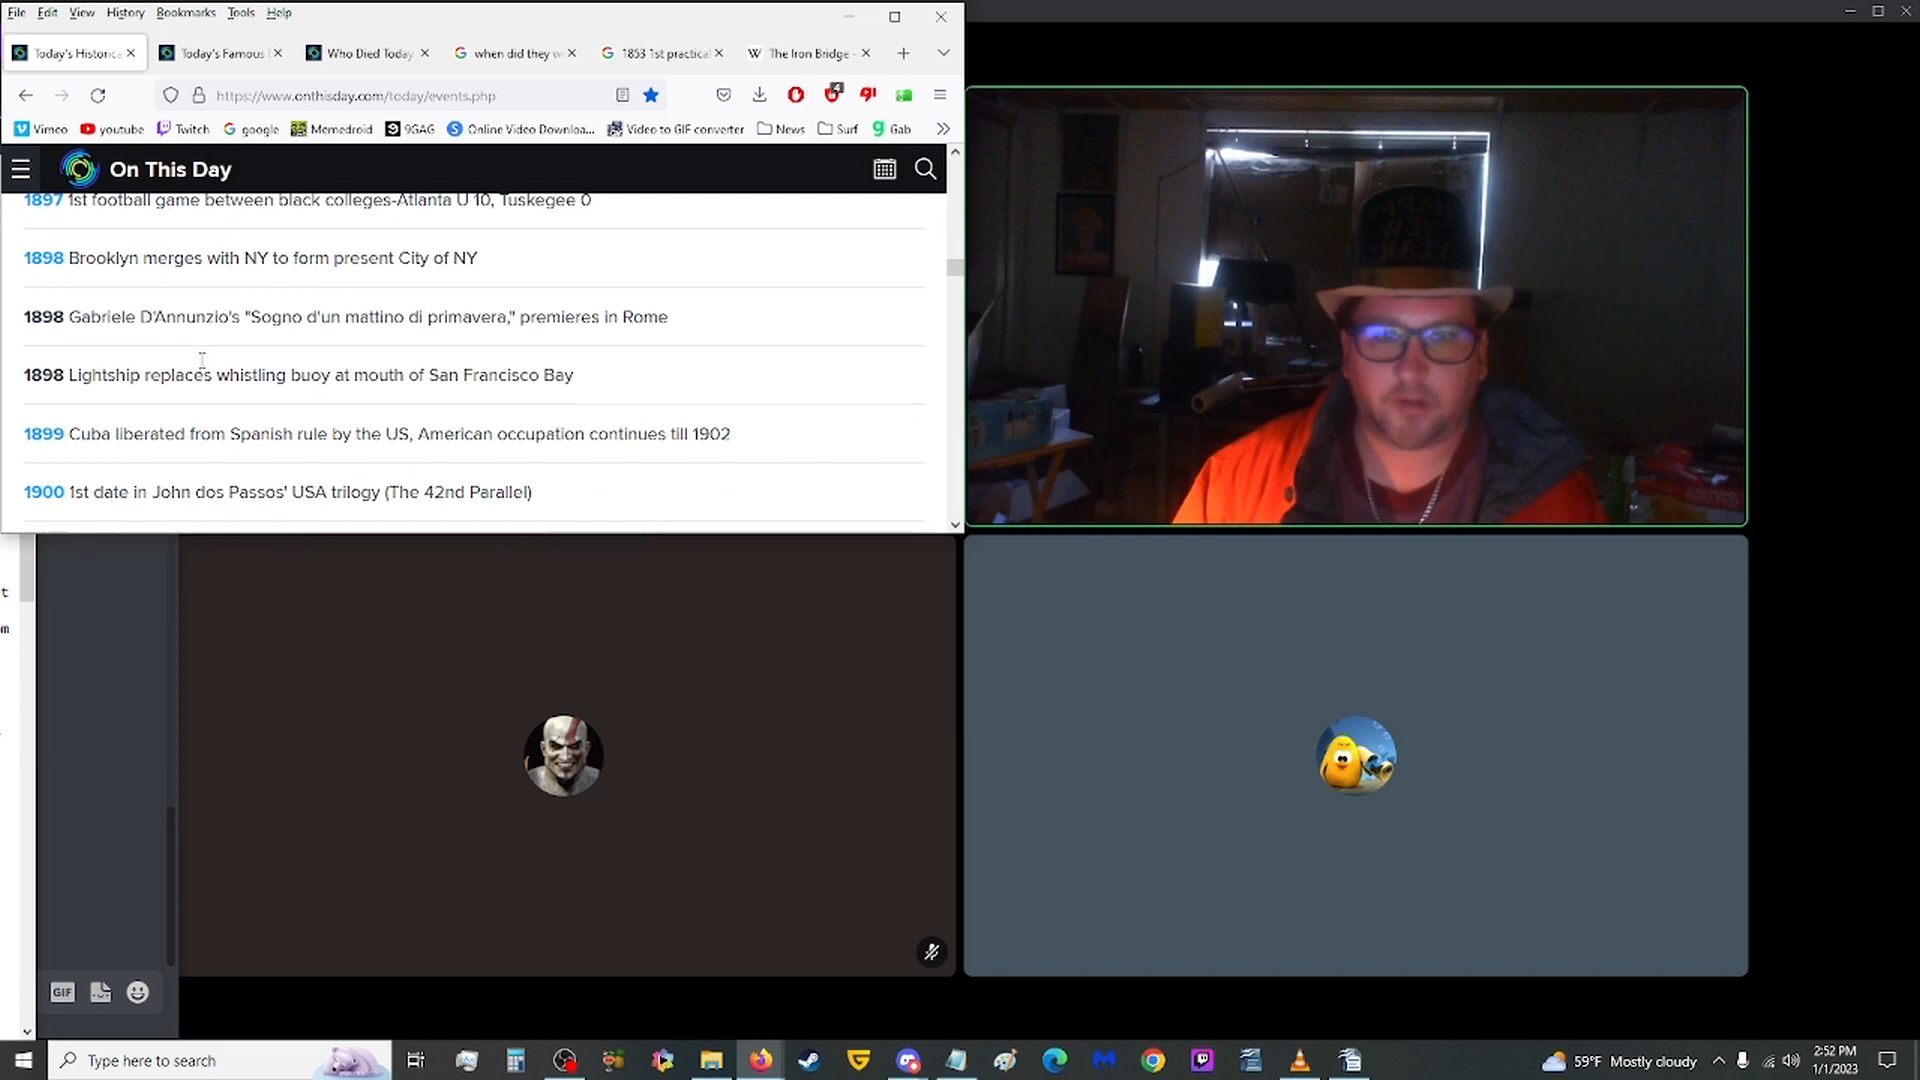 File Edit View History Bookmarks Tools Help
Today's Historica Today's Famous Who Died Today when did they w 1853 1st practical The Iron Bridge -
https://www.onthisday.com/today/events.php 4
Vimeo youtube Twitch google Memedroid 9GAG Online Video Downloa... Video to GIF converter News Surf Gab
On This Day
1897 1st football game between black colleges-Atlanta U 10, Tuskegee 0
1898 Brooklyn merges with NY to form present City of NY
1898 Gabriele D'Annunzio's "Sogno d'un mattino di primavera," premieres in Rome
1898 Lightship replaces whistling buoy at mouth of San Francisco Bay
1899 Cuba liberated from Spanish rule by the US, American occupation continues till 1902
1900 1st date in John dos Passos' USA trilogy (The 42nd Parallel)
HAPPY
NEW
YEAR
t
m
GIF
Type here to search
59°F Mostly cloudy
2:52 PM
1/1/2023